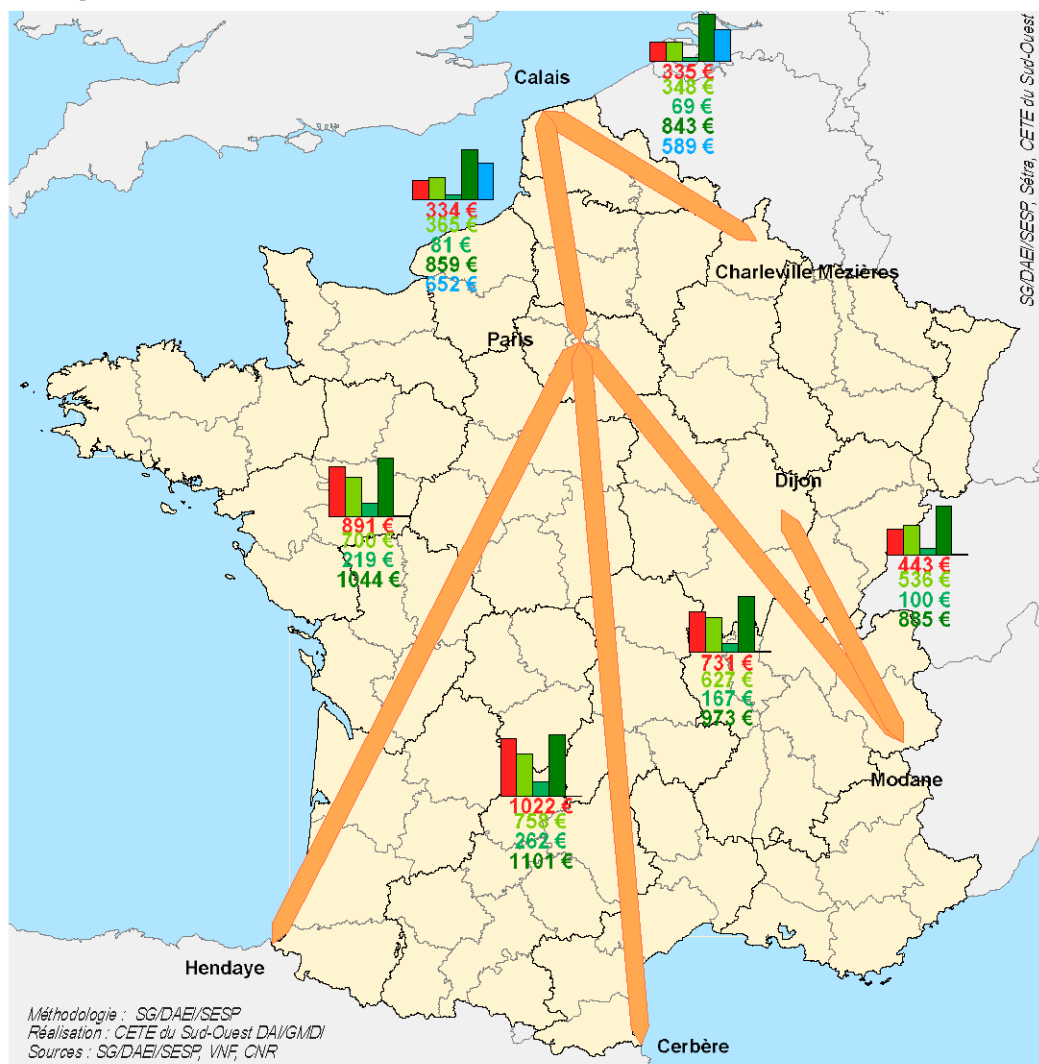 335 €
348 €
69 €
843 €
589 €
Calais
SG/DAEI/SESP, Sétra, CETE du Sud-Ouest
334 €
365 €
81 €
859 €
652 €
Charleville Mézières
Paris
Dijon
891 €
700 €
219 €
1044 €
443 €
536 €
100 €
885 €
731 €
627 €
167 €
973 €
1022 €
758 €
262 €
1101 €
Modane
Hendaye
Méthodologie : SG/DAEI/SESP
Réalisation : CETE du Sud-Ouest DAI/GMDI
Sources : SG/DAEI/SESP, VNF, CNR
Cerbère